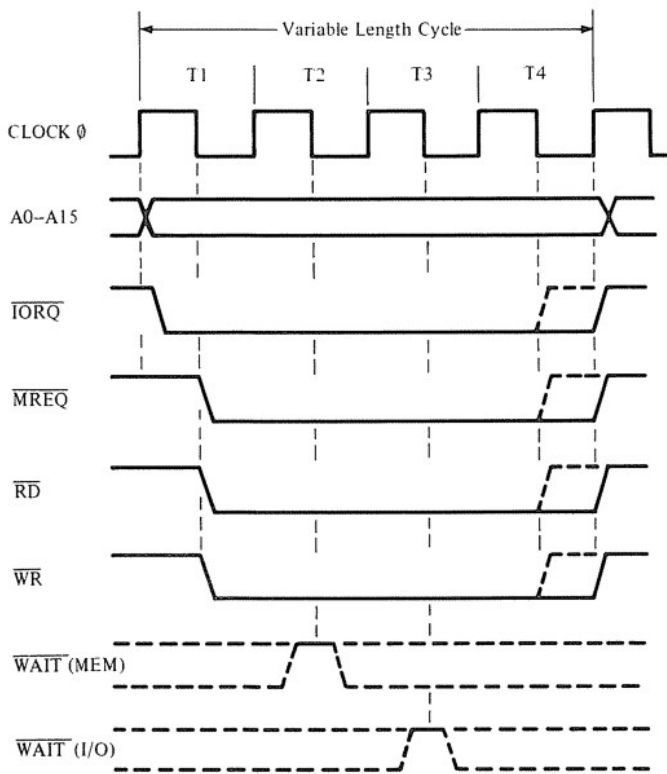 Variable Length Cycle
T1 T2 T3 T4
CLOCK ∅
A0–A15
IORQ
MREQ
RD
WR
WAIT (MEM)
WAIT (I/O)